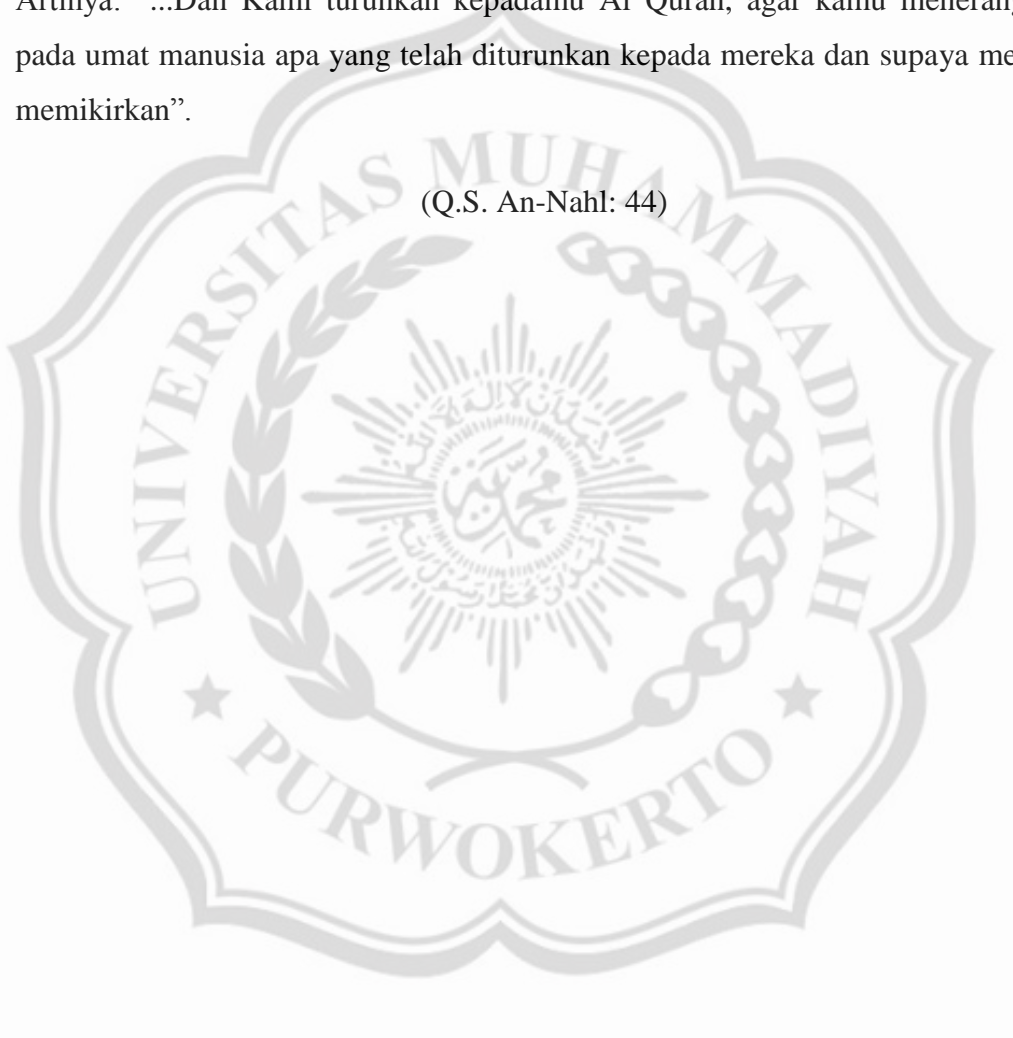 Artinya: "...Dan Kami turunkan kepadamu Al Quran, agar kamu menerang
pada umat manusia apa yang telah diturunkan kepada mereka dan supaya me
memikirkan”.
(Q.S. An-Nahl: 44)
UNIVERSITAS MUHAMMADIYAH
PURWOKERTO